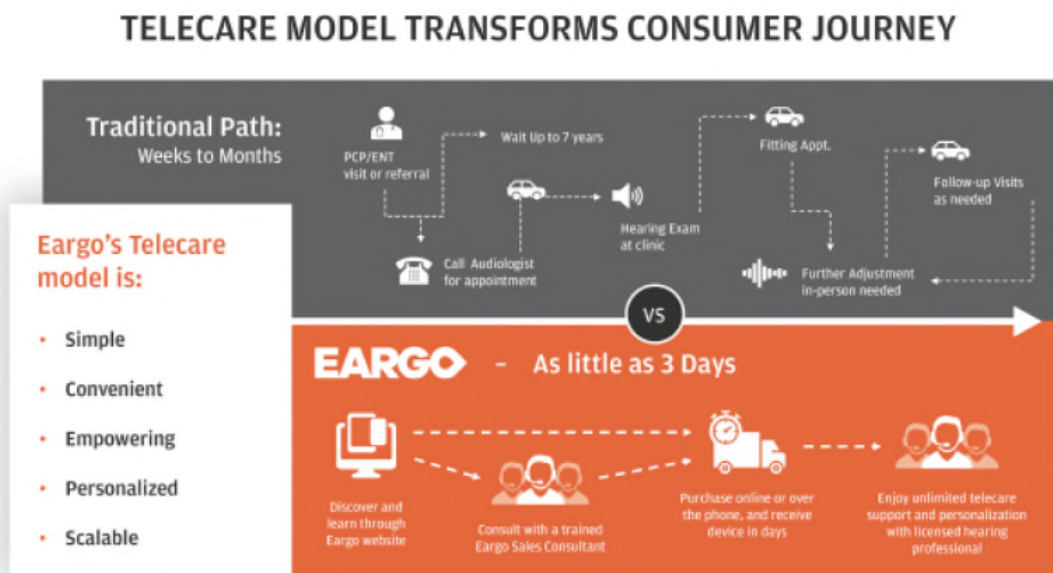 TELECARE MODEL TRANSFORMS CONSUMER JOURNEY
Traditional Path:
Weeks to Months
PCP/ENT
visit or referral
Wait Up to 7 years
Call Audiologist
for appointment
Hearing Exam
at clinic
Fitting Appt.
Further Adjustment
in-person needed
Follow-up Visits
as needed
VS
Eargo's Telecare
model is:
• Simple
• Convenient
• Empowering
• Personalized
• Scalable
EARGO - As little as 3 Days
Discover and
learn through
Eargo website
Consult with a trained
Eargo Sales Consultant
Purchase online or over
the phone, and receive
device in days
Enjoy unlimited telecare
support and personalization
with licensed hearing
professional